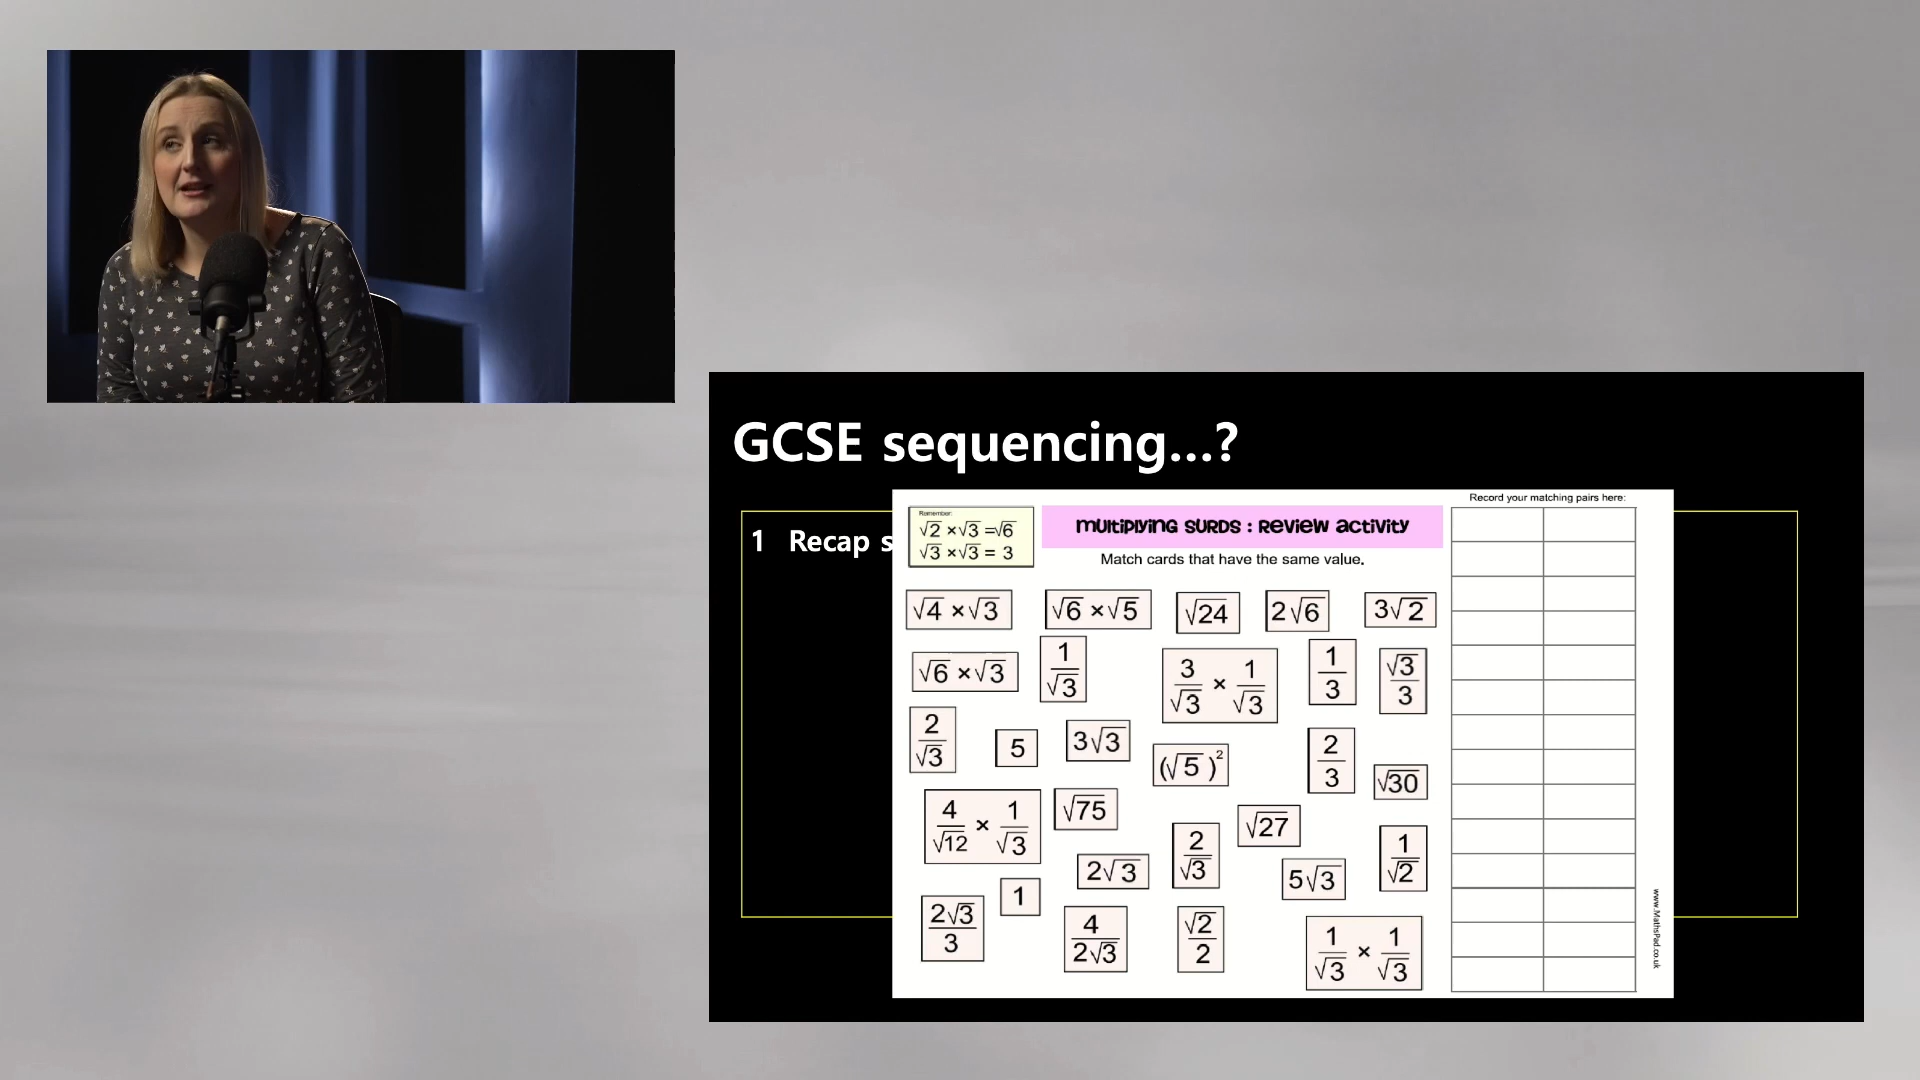 GCSE sequencing...?
1 Recap s
Record your matching pairs here:
Remember:
√2 × √3 = √6
√3 × √3 = 3
Multiplying Surds : Review Activity
Match cards that have the same value.
√4 × √3
√6 × √5
√24
2√6
3√2
√6 × √3
1/√3
3/√3 × 1/√3
1/3
√3/3
2/√3
5
3√3
(√5)²
2/3
√30
4/√12 × 1/√3
√75
2/√3
√27
1/√2
2√3
5√3
1
2√3/3
4/2√3
√2/2
1/√3 × 1/√3
www.MathsPad.co.uk